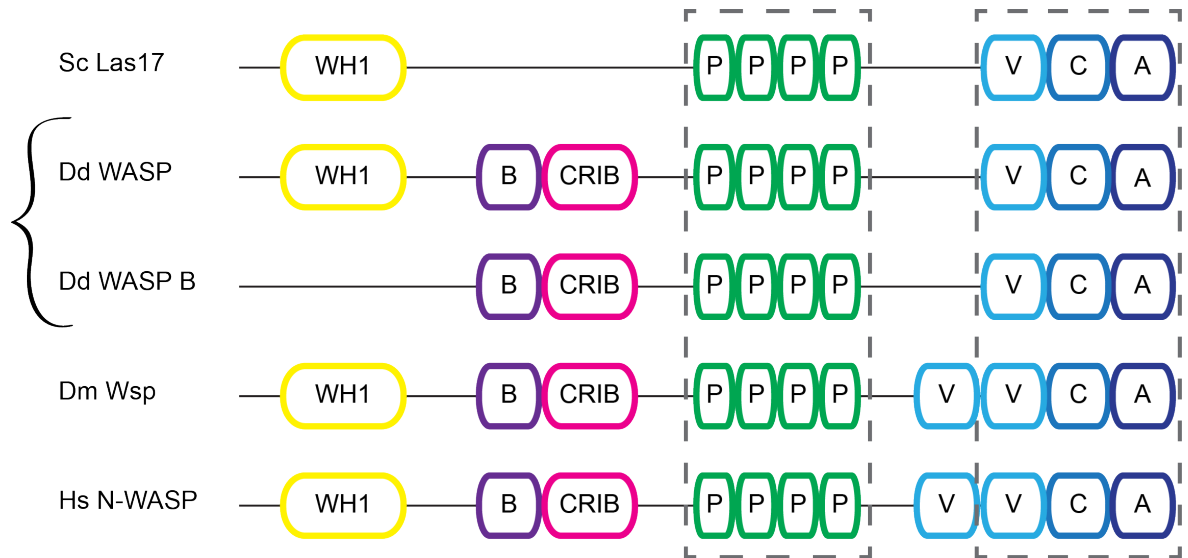 Sc Las17 WH1 P P P P V C A
Dd WASP WH1 B CRIB P P P P V C A
Dd WASP B B CRIB P P P P V C A
Dm Wsp WH1 B CRIB P P P P V V C A
Hs N-WASP WH1 B CRIB P P P P V V C A